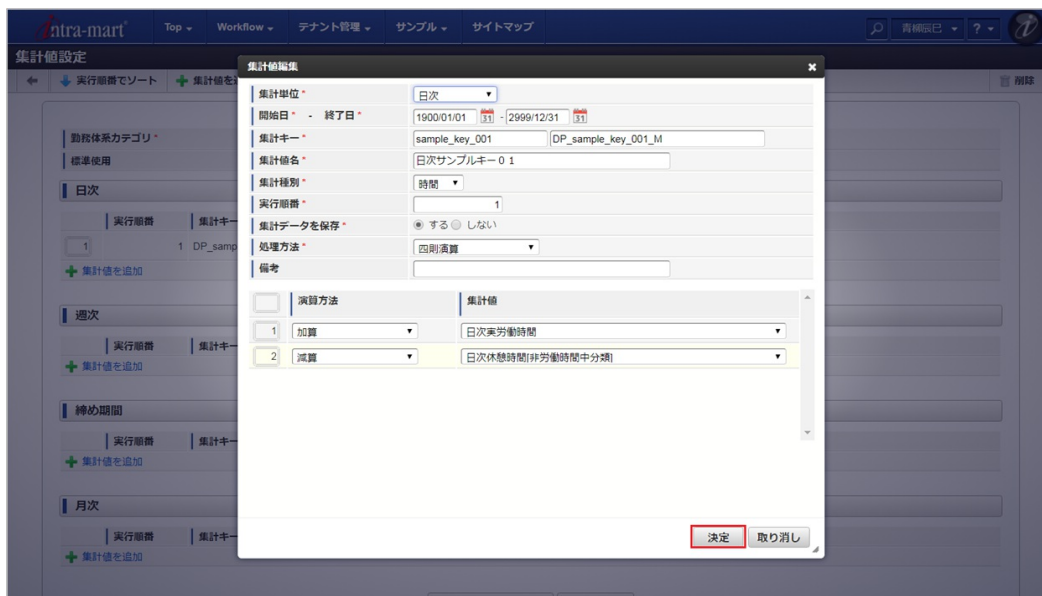 intra-mart Top Workflow テナント管理 サンプル サイトマップ 青柳辰巳 ?
集計値設定
実行順番でソート 集計値を追 削除
集計値編集
集計単位* 日次
開始日* - 終了日* 1900/01/01 31 - 2999/12/31 31
勤務体系カテゴリ* 集計キー* sample_key_001 DP_sample_key_001_M
標準使用 集計値名* 日次サンプルキー01
日次 集計種別* 時間
実行順番* 1
実行順番 集計キー 集計データを保存* する しない
1 1 DP_samp 処理方法* 四則演算
集計値を追加 備考
演算方法 集計値
週次
1 加算 日次実労働時間
実行順番 集計キー
2 減算 日次休憩時間[非労働時間中分類]
集計値を追加
締め期間
実行順番 集計キー
集計値を追加
月次
実行順番 集計キー
決定 取り消し
集計値を追加